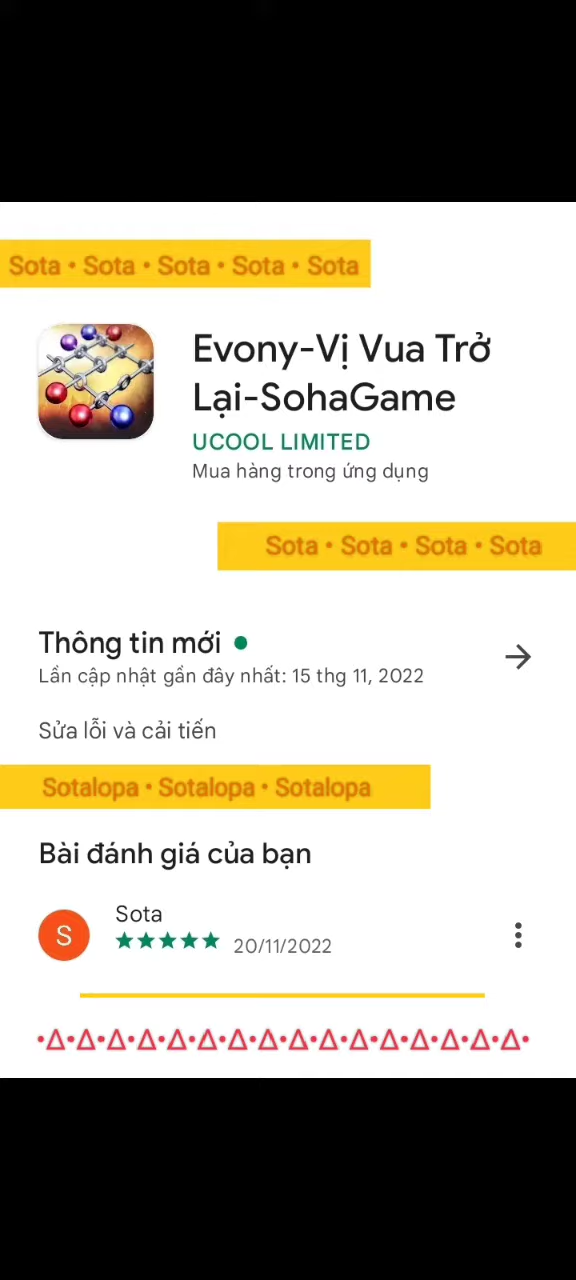 Sota • Sota • Sota • Sota • Sota
Evony-Vị Vua Trở
Lại-SohaGame
UCOOL LIMITED
Mua hàng trong ứng dụng
Sota • Sota • Sota • Sota
Thông tin mới
Lần cập nhật gần đây nhất: 15 thg 11, 2022
Sửa lỗi và cải tiến
Sotalopa • Sotalopa • Sotalopa
Bài đánh giá của bạn
S
Sota
20/11/2022
•Δ•Δ•Δ•Δ•Δ•Δ•Δ•Δ•Δ•Δ•Δ•Δ•Δ•Δ•Δ•Δ•